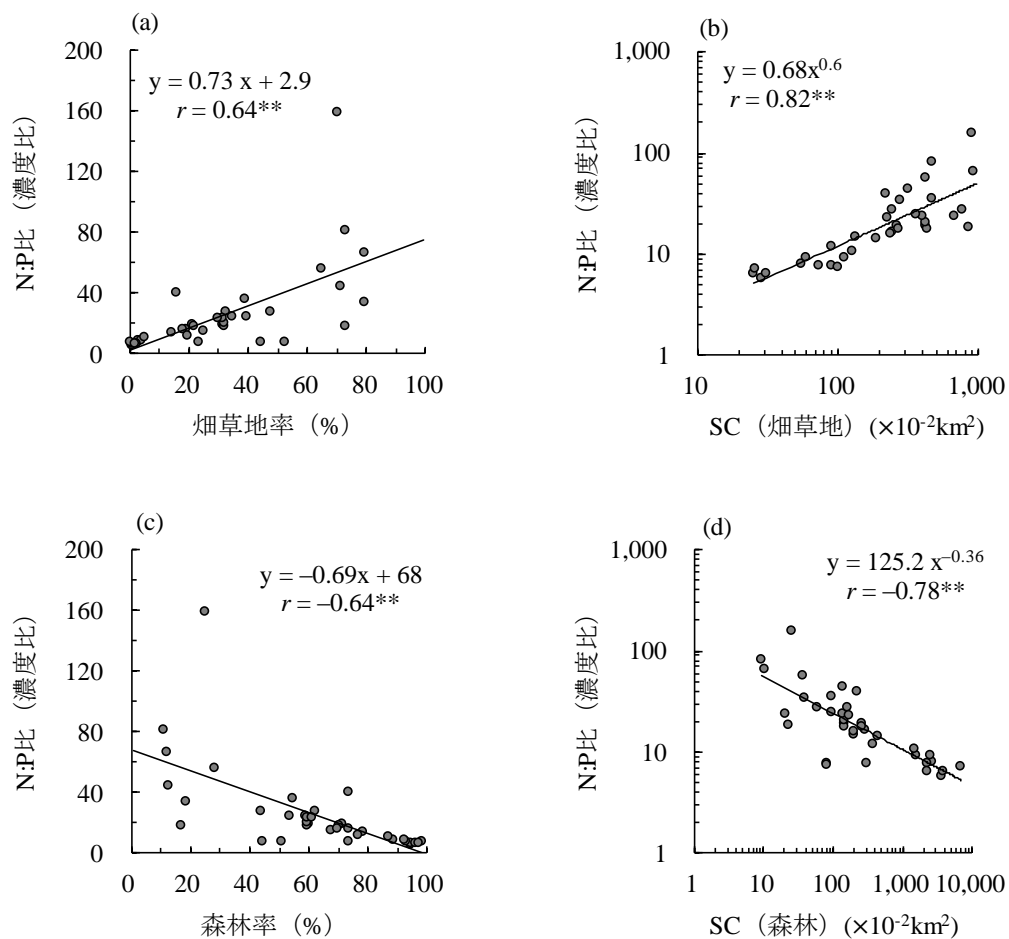 (a)
200
160
120
80
40
0
y = 0.73 x + 2.9
r = 0.64**
N:P比（濃度比）
0 20 40 60 80 100
畑草地率（%）
(b)
1,000
100
10
1
y = 0.68x^0.6
r = 0.82**
N:P比（濃度比）
10 100 1,000
SC（畑草地）(×10^-2km^2)
(c)
200
160
120
80
40
0
y = –0.69x + 68
r = –0.64**
N:P比（濃度比）
0 20 40 60 80 100
森林率（%）
(d)
1,000
100
10
1
y = 125.2 x^–0.36
r = –0.78**
N:P比（濃度比）
1 10 100 1,000 10,000
SC（森林）(×10^-2km^2)